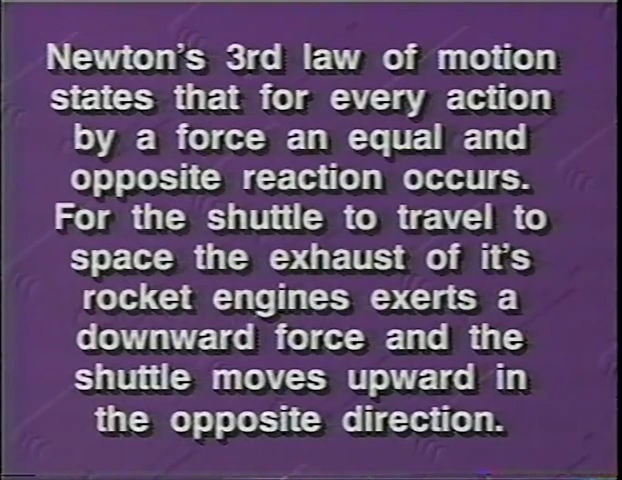 Newton's 3rd law of motion
states that for every action
by a force an equal and
opposite reaction occurs.
For the shuttle to travel to
space the exhaust of it's
rocket engines exerts a
downward force and the
shuttle moves upward in
the opposite direction.